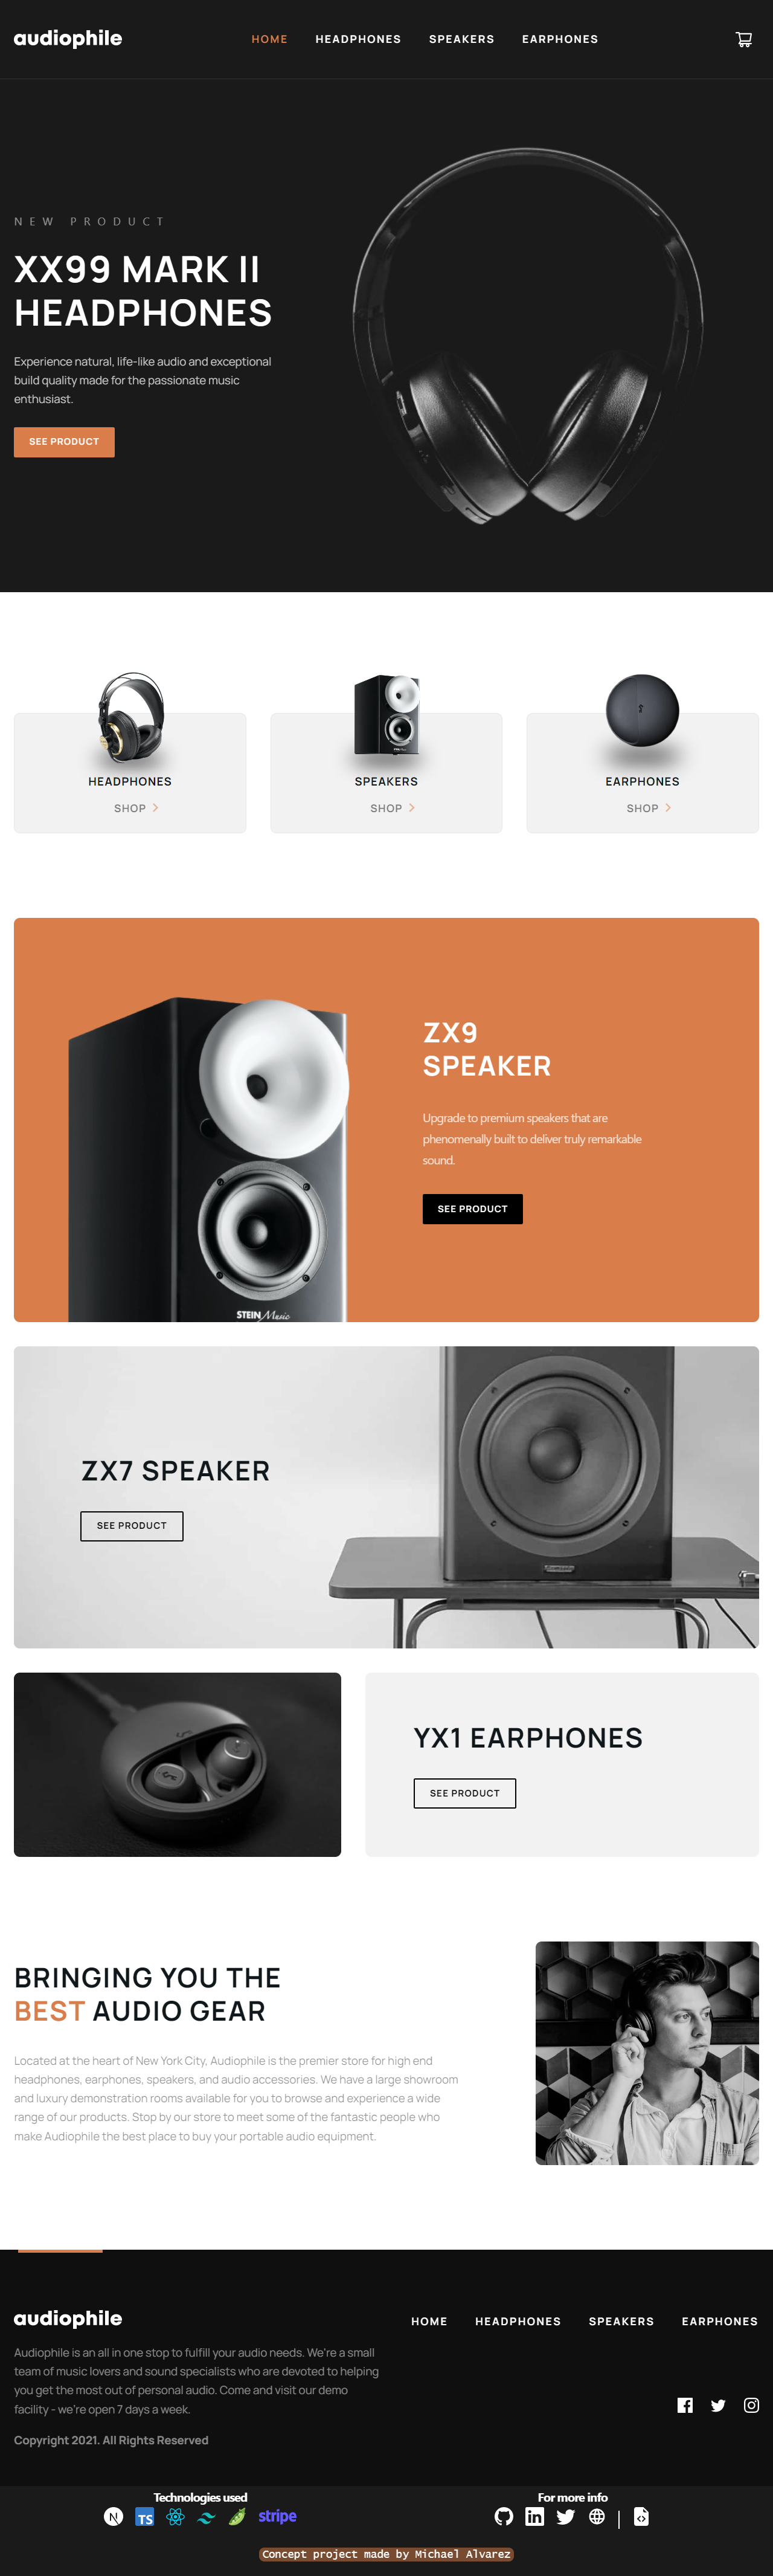 audiophile
HOME HEADPHONES SPEAKERS EARPHONES
NEW PRODUCT
XX99 MARK II
HEADPHONES
Experience natural, life-like audio and exceptional
build quality made for the passionate music
enthusiast.
SEE PRODUCT
HEADPHONES
SHOP
SPEAKERS
SHOP
EARPHONES
SHOP
ZX9
SPEAKER
Upgrade to premium speakers that are
phenomenally built to deliver truly remarkable
sound.
SEE PRODUCT
STEIN Music
ZX7 SPEAKER
SEE PRODUCT
YX1 EARPHONES
SEE PRODUCT
BRINGING YOU THE
BEST AUDIO GEAR
Located at the heart of New York City, Audiophile is the premier store for high end
headphones, earphones, speakers, and audio accessories. We have a large showroom
and luxury demonstration rooms available for you to browse and experience a wide
range of our products. Stop by our store to meet some of the fantastic people who
make Audiophile the best place to buy your portable audio equipment.
audiophile
HOME HEADPHONES SPEAKERS EARPHONES
Audiophile is an all in one stop to fulfill your audio needs. We're a small
team of music lovers and sound specialists who are devoted to helping
you get the most out of personal audio. Come and visit our demo
facility - we're open 7 days a week.
Copyright 2021. All Rights Reserved
Technologies used
N TS stripe
For more info
in |
Concept project made by Michael Alvarez